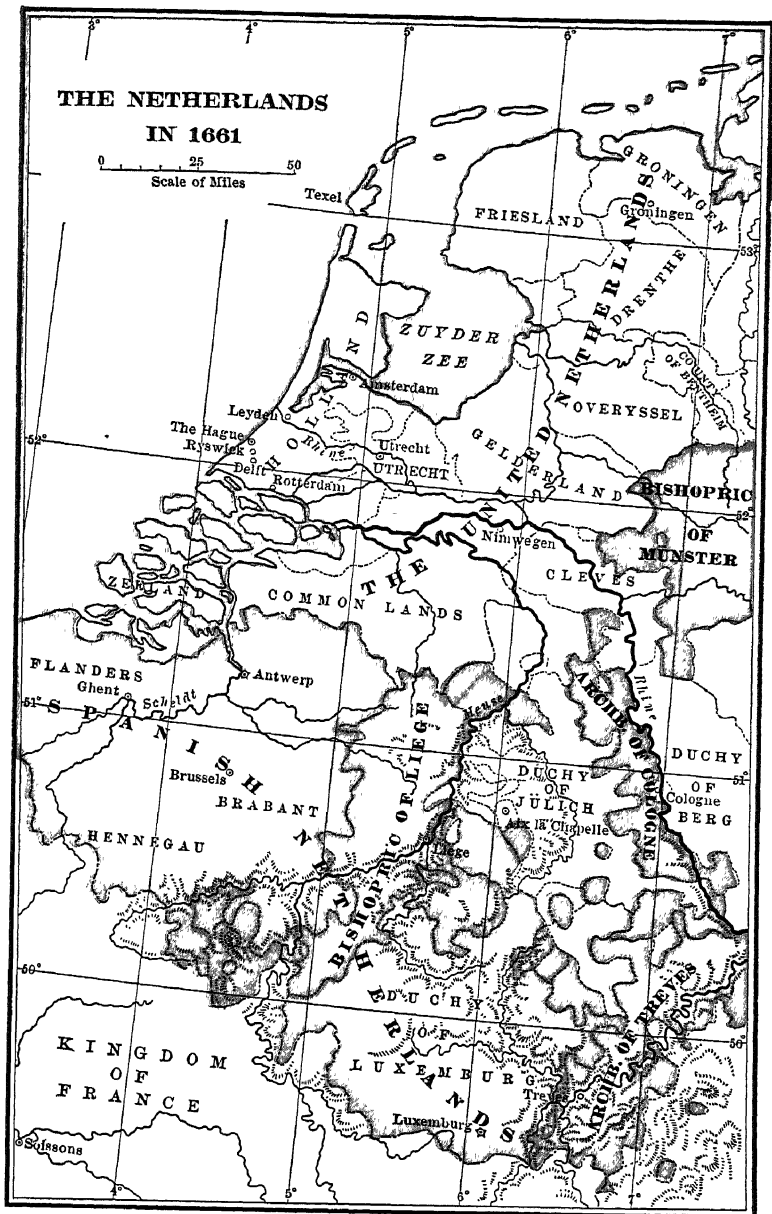 3° 4° 5° 6° 7°
THE NETHERLANDS
IN 1661
0 25 50
Scale of Miles
Texel
FRIESLAND
GRONINGEN
Groningen
53°
DRENTHE
ZUYDER
ZEE
COUNTY
OF BENTHEIM
Amsterdam
HOLLAND
OVERYSSEL
Leyden
The Hague
Ryswick
Delft
Rhine
Utrecht
UTRECHT
Rotterdam
GELDERLAND
52°
BISHOPRIC
OF
MUNSTER
52°
THE UNITED NETHERLANDS
Nimwegen
CLEVES
ZEELAND
COMMON LANDS
FLANDERS
Ghent
Scheldt
Antwerp
51°
Meuse
Rhine
ARCHB. OF COLOGNE
SPANISH NETHERLANDS
BISHOPRIC OF LIEGE
DUCHY
OF
BERG
51°
DUCHY
OF
JÜLICH
Cologne
Brussels
BRABANT
Aix la Chapelle
HENNEGAU
Liege
50°
DUCHY
OF
LUXEMBURG
ARCHB. OF TREVES
50°
KINGDOM
OF
FRANCE
Treves
Luxemburg
Soissons
4° 5° 6° 7°